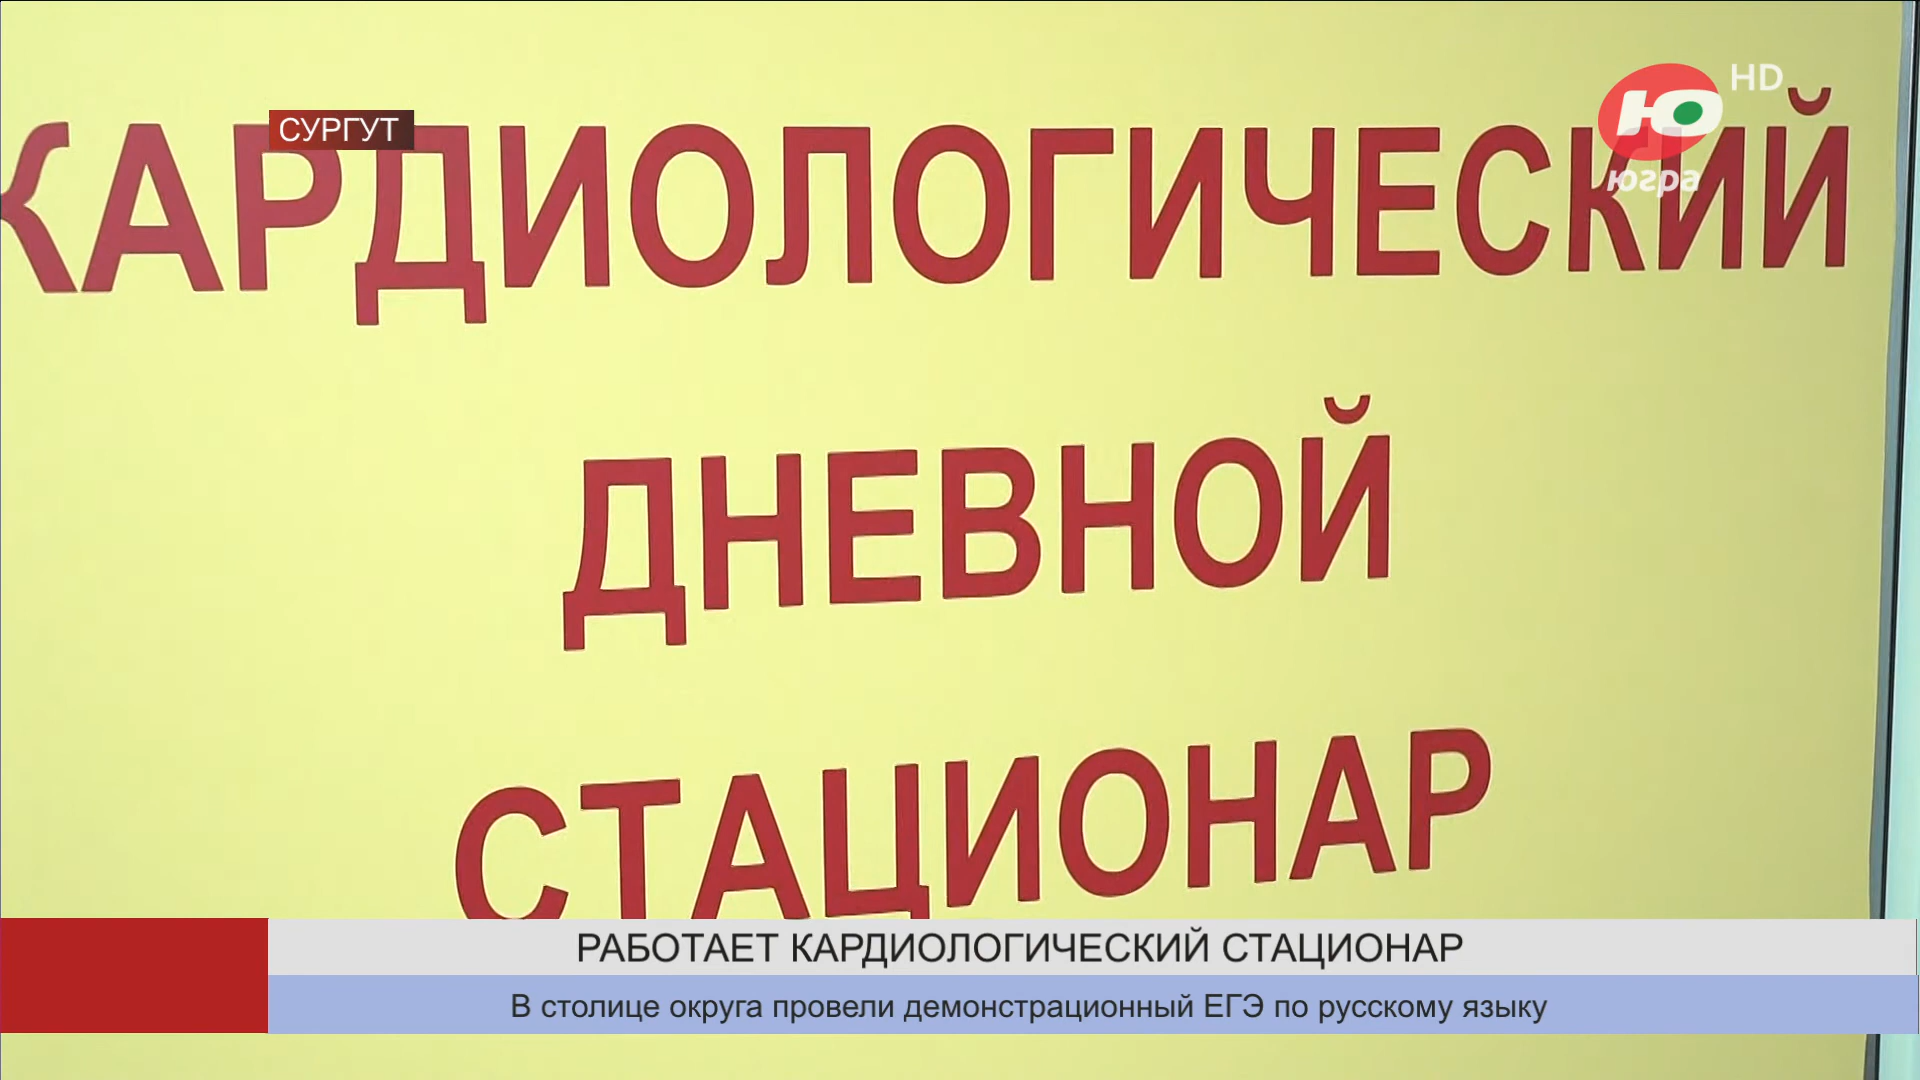 СУРГУТ
HD
Ю
югра
КАРДИОЛОГИЧЕСКИЙ
ДНЕВНОЙ
СТАЦИОНАР
РАБОТАЕТ КАРДИОЛОГИЧЕСКИЙ СТАЦИОНАР
В столице округа провели демонстрационный ЕГЭ по русскому языку